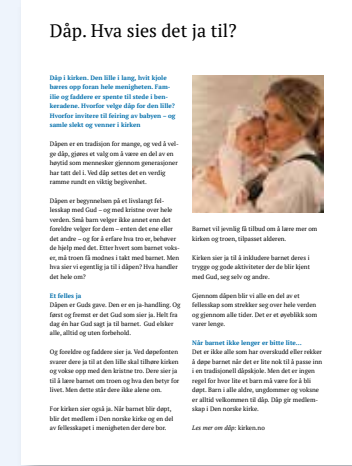 Dåp. Hva sies det ja til?
Dåp i kirken. Den lille i lang, hvit kjole
bæres opp foran hele menigheten. Fam-
ilie og faddere er spente til stede i ben-
keradene. Hvorfor velge dåp for den lille?
Hvorfor invitere til feiring av babyen – og
samle slekt og venner i kirken
Dåpen er en tradisjon for mange, og ved å vel-
ge dåp, gjøres et valg om å være en del av en
høytid som mennesker gjennom generasjoner
har tatt del i. Ved dåp settes det en verdig
ramme rundt en viktig begivenhet.
Dåpen er begynnelsen på et livslangt fel-
lesskap med Gud – og med kristne over hele
verden. Små barn velger ikke annet enn det
foreldre velger for dem – enten det ene eller
det andre – og for å erfare hva tro er, behøver
de hjelp med det. Etter hvert som barnet voks-
er, må troen få modnes i takt med barnet. Men
hva sier vi egentlig ja til i dåpen? Hva handler
det hele om?
Et felles ja
Dåpen er Guds gave. Den er en ja-handling. Og
først og fremst er det Gud som sier ja. Helt fra
dag én har Gud sagt ja til barnet. Gud elsker
alle, alltid og uten forbehold.
Og foreldre og faddere sier ja. Ved døpefonten
svarer dere ja til at den lille skal tilhøre kirken
og vokse opp med den kristne tro. Dere sier ja
til å lære barnet om troen og hva den betyr for
livet. Men dette står dere ikke alene om.
For kirken sier også ja. Når barnet blir døpt,
blir det medlem i Den norske kirke og en del
av fellesskapet i menigheten der dere bor.
Barnet vil jevnlig få tilbud om å lære mer om
kirken og troen, tilpasset alderen.
Kirken sier ja til å inkludere barnet deres i
trygge og gode aktiviteter der de blir kjent
med Gud, seg selv og andre.
Gjennom dåpen blir vi alle en del av et
fellesskap som strekker seg over hele verden
og gjennom alle tider. Det er et øyeblikk som
varer lenge.
Når barnet ikke lenger er bitte lite...
Det er ikke alle som har overskudd eller rekker
å døpe barnet når det er lite nok til å passe inn
i en tradisjonell dåpskjole. Men det er ingen
regel for hvor lite et barn må være for å bli
døpt. Barn i alle aldre, ungdommer og voksne
er alltid velkommen til dåp. Dåp gir medlem-
skap i Den norske kirke.
Les mer om dåp: kirken.no